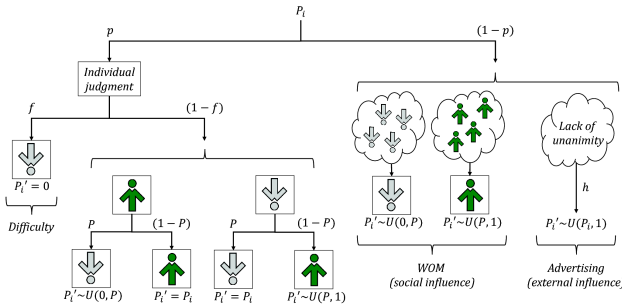 P_i
p
(1-p)
Individual
judgment
f
(1-f)
P_i' = 0
Difficulty
P
(1-P)
P
(1-P)
P_i'~U(0,P)
P_i' = P_i
P_i' = P_i
P_i'~U(P,1)
Lack of
unanimity
h
P_i'~U(0,P)
P_i'~U(P,1)
P_i'~U(P_i,1)
WOM
(social influence)
Advertising
(external influence)